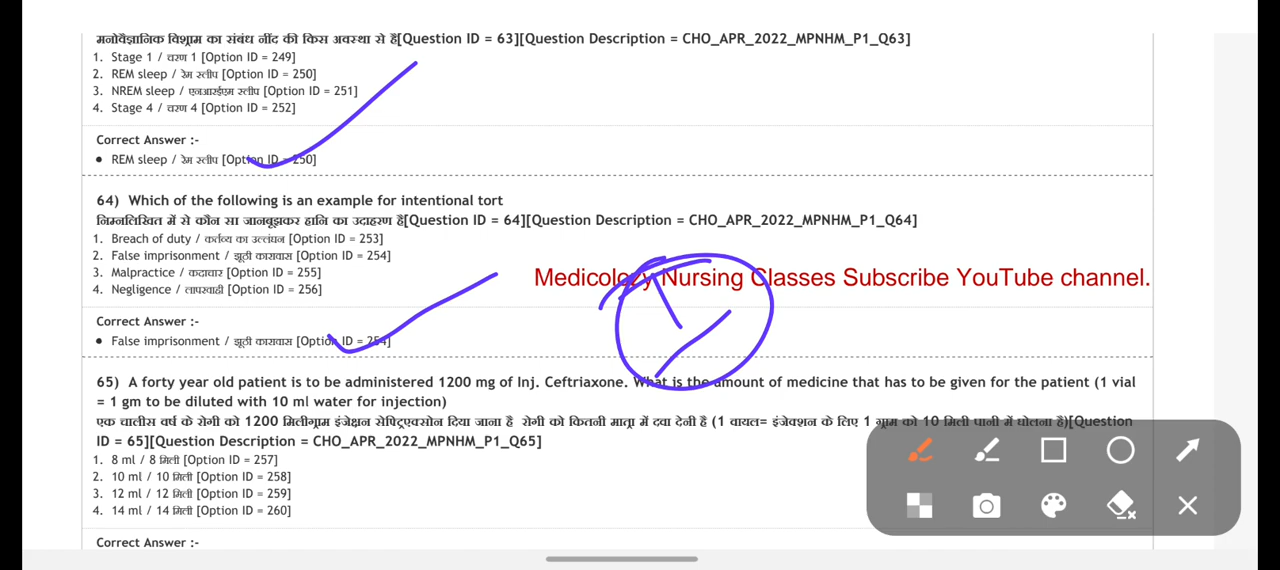 मनोवैज्ञानिक विश्राम का संबंध नींद की किस अवस्था से है[Question ID = 63][Question Description = CHO_APR_2022_MPNHM_P1_Q63]
1. Stage 1 / चरण 1 [Option ID = 249]
2. REM sleep / रेम स्लीप [Option ID = 250]
3. NREM sleep / एनआरईएम स्लीप [Option ID = 251]
4. Stage 4 / चरण 4 [Option ID = 252]
Correct Answer :-
• REM sleep / रेम स्लीप [Option ID = 250]
64) Which of the following is an example for intentional tort
निम्नलिखित में से कौन सा जानबूझकर हानि का उदाहरण है[Question ID = 64][Question Description = CHO_APR_2022_MPNHM_P1_Q64]
1. Breach of duty / कर्तव्य का उल्लंघन [Option ID = 253]
2. False imprisonment / झूठी कारावास [Option ID = 254]
3. Malpractice / कदाचार [Option ID = 255]
4. Negligence / लापरवाही [Option ID = 256]
Medicology Nursing Classes Subscribe YouTube channel.
Correct Answer :-
• False imprisonment / झूठी कारावास [Option ID = 254]
65) A forty year old patient is to be administered 1200 mg of Inj. Ceftriaxone. What is the amount of medicine that has to be given for the patient (1 vial
= 1 gm to be diluted with 10 ml water for injection)
एक चालीस वर्ष के रोगी को 1200 मिलीग्राम इंजेक्षन सेफ्ट्रिएक्सोन दिया जाना है रोगी को कितनी मात्रा में दवा देनी है (1 वायल= इंजेक्शन के लिए 1 ग्राम को 10 मिली पानी में घोलना है)[Question
ID = 65][Question Description = CHO_APR_2022_MPNHM_P1_Q65]
1. 8 ml / 8 मिली [Option ID = 257]
2. 10 ml / 10 मिली [Option ID = 258]
3. 12 ml / 12 मिली [Option ID = 259]
4. 14 ml / 14 मिली [Option ID = 260]
Correct Answer :-